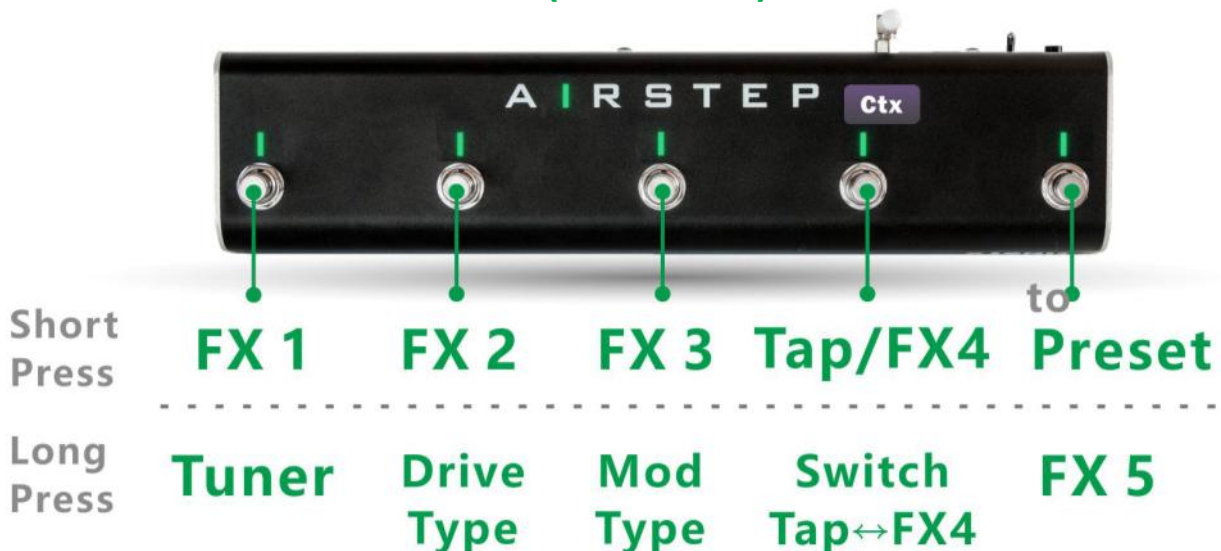 AIRSTEP Ctx
Short Press
FX 1 FX 2 FX 3 Tap/FX4 to Preset
Long Press
Tuner Drive Type Mod Type Switch Tap↔FX4 FX 5